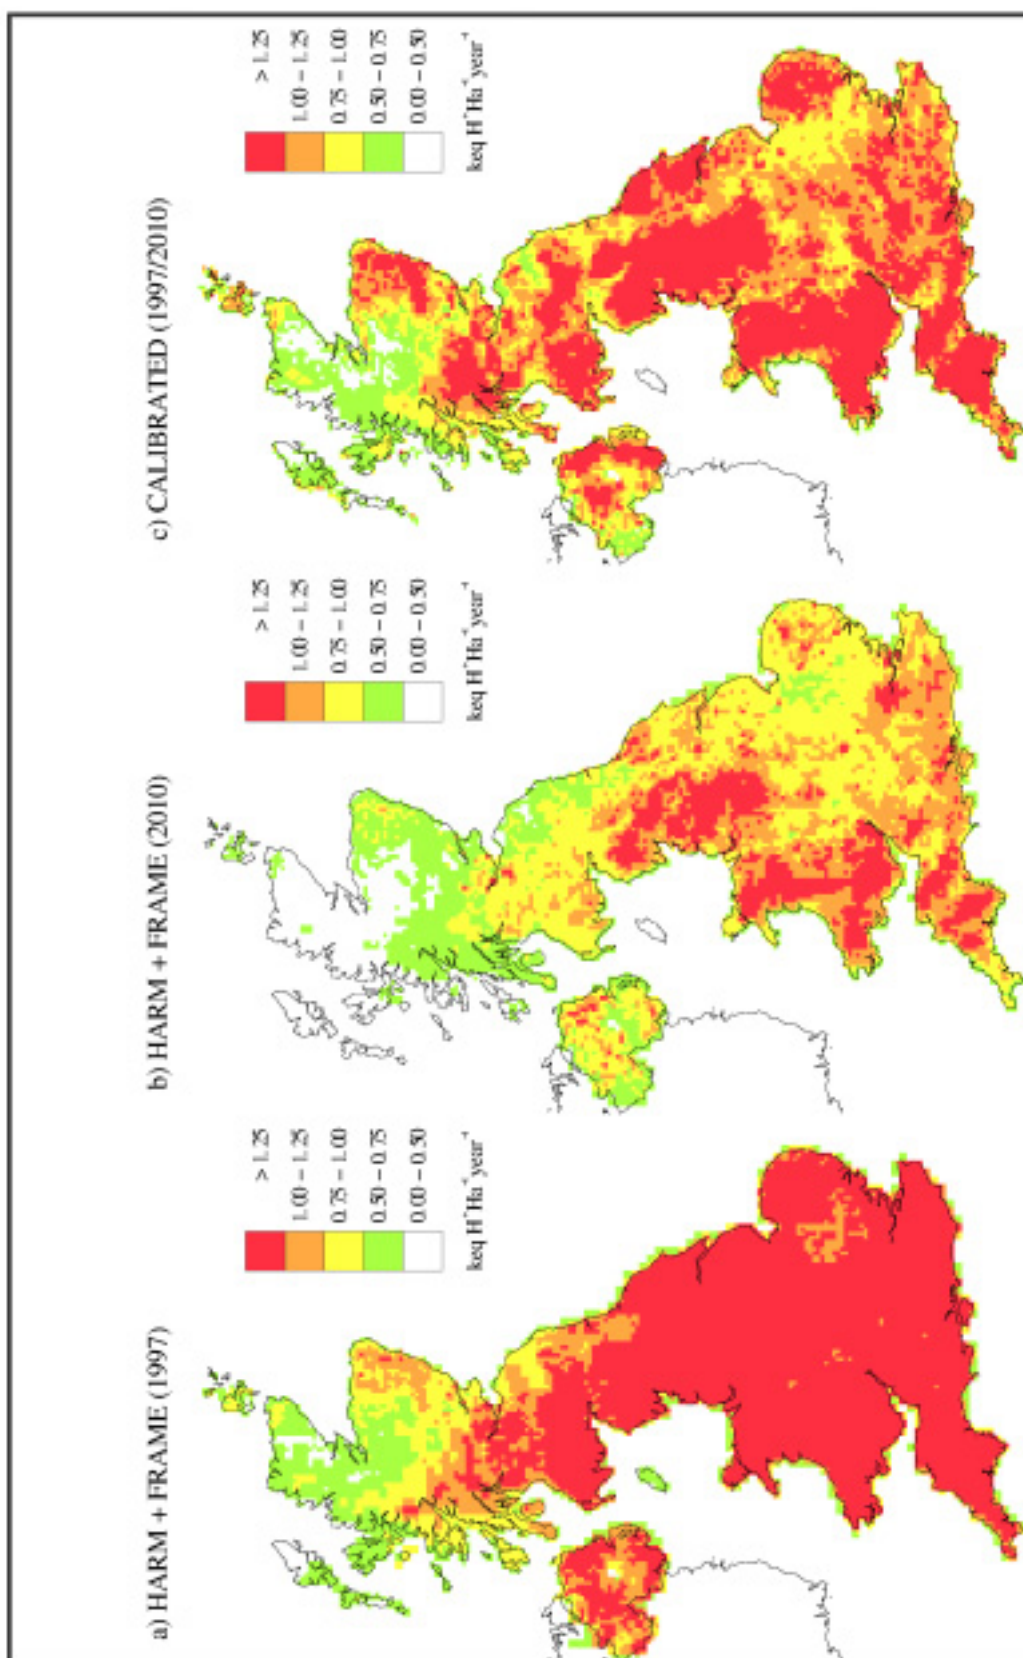 a) HARM + FRAME (1997)
> 1.25
1.00 – 1.25
0.75 – 1.00
0.50 – 0.75
0.00 – 0.50
keq H⁺Ha⁻¹year⁻¹
b) HARM + FRAME (2010)
> 1.25
1.00 – 1.25
0.75 – 1.00
0.50 – 0.75
0.00 – 0.50
keq H⁺Ha⁻¹year⁻¹
c) CALIBRATED (1997/2010)
> 1.25
1.00 – 1.25
0.75 – 1.00
0.50 – 0.75
0.00 – 0.50
keq H⁺Ha⁻¹year⁻¹